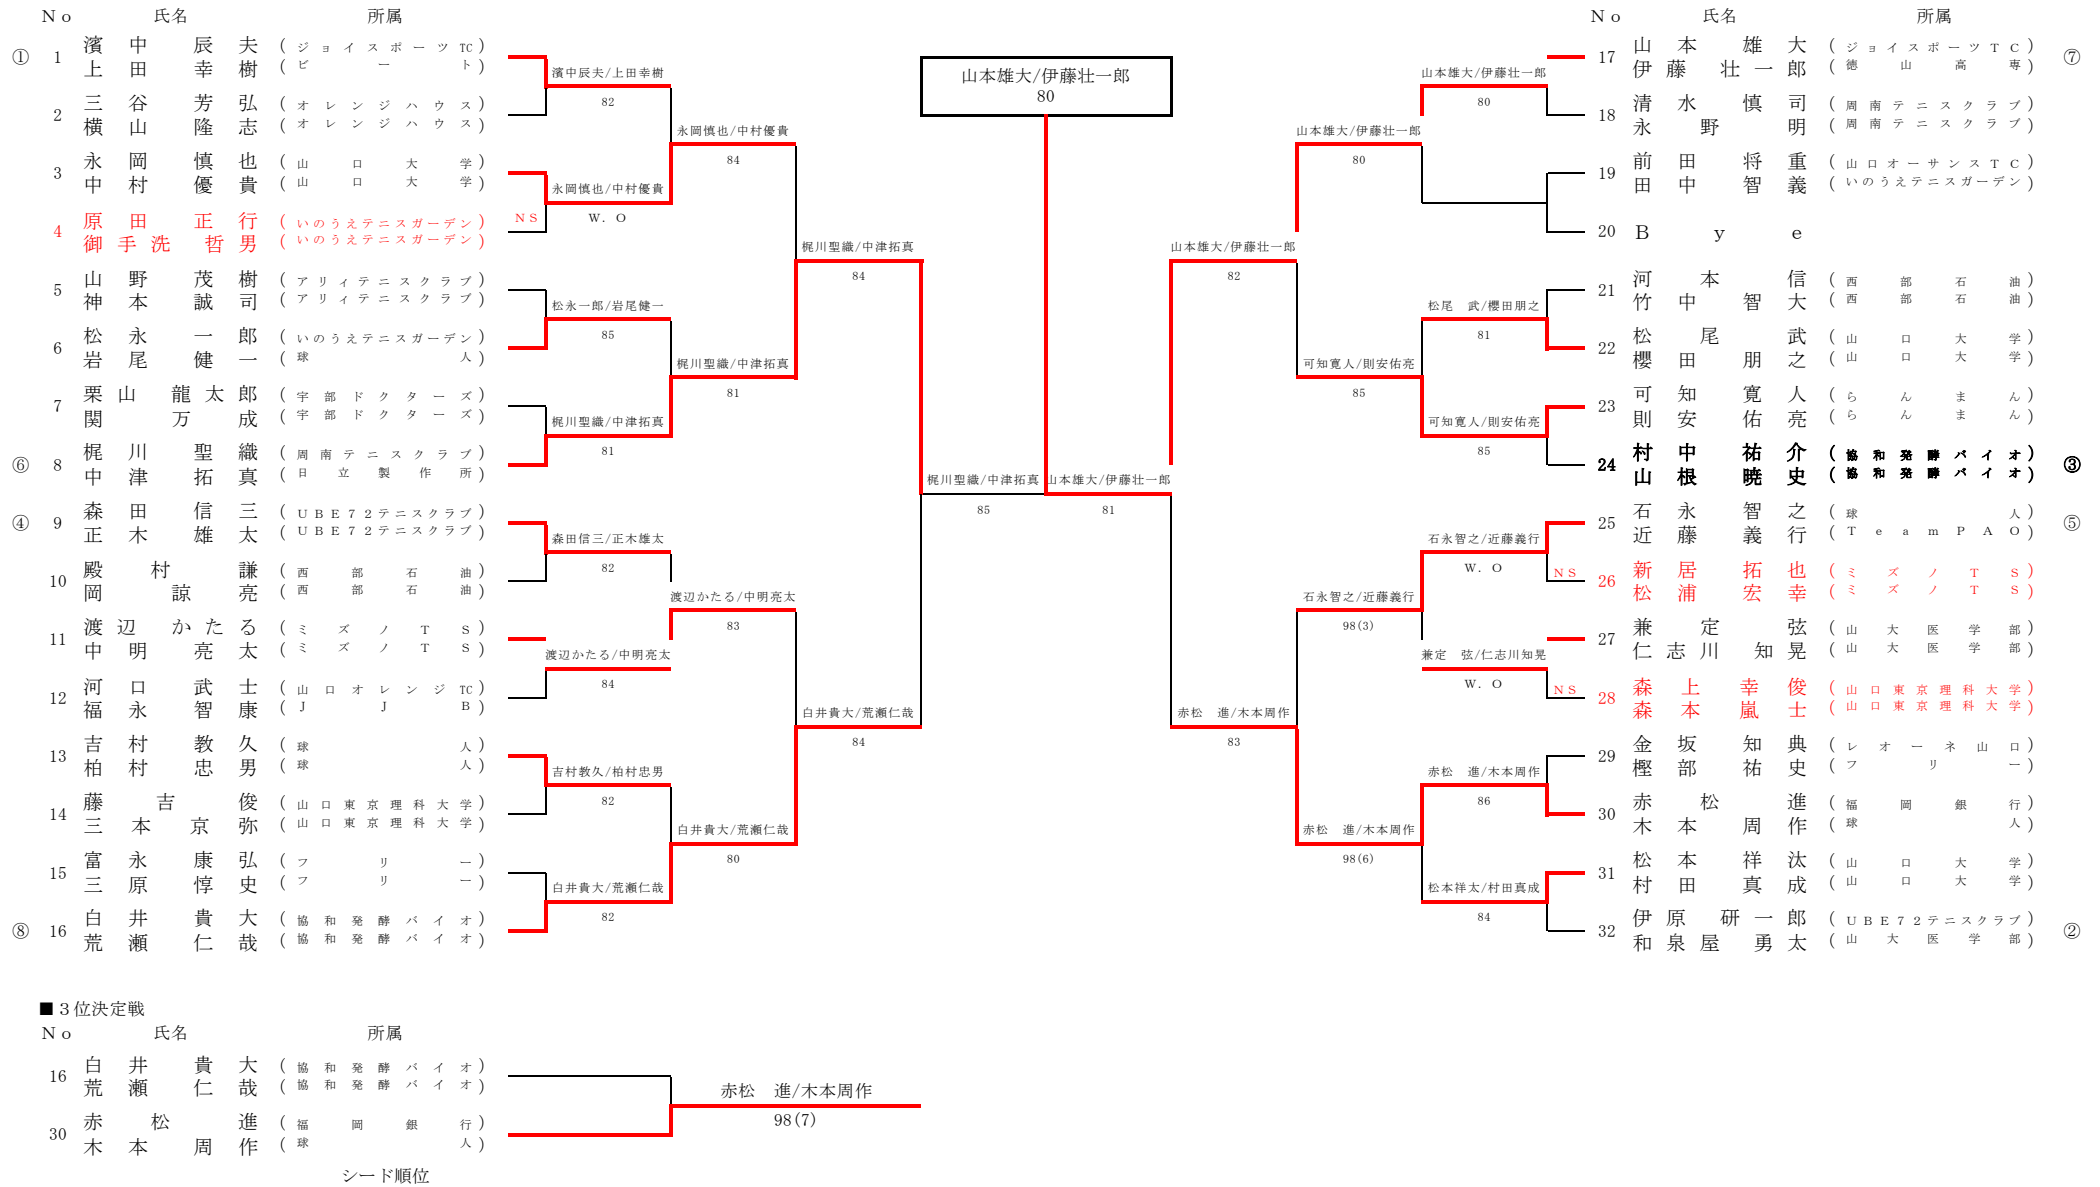 No 氏名 所属
① 1 濱中 辰夫 (ジョイスポーツTC)
上田 幸樹 (ビート)
2 三谷 芳弘 (オレンジハウス)
横山 隆志 (オレンジハウス)
3 永岡 慎也 (山口大学)
中村 優貴 (山口大学)
4 原田 正行 (いのうえテニスガーデン) NS
御手洗 哲男 (いのうえテニスガーデン)
5 山野 茂樹 (アリィテニスクラブ)
神本 誠司 (アリィテニスクラブ)
6 松永 一郎 (いのうえテニスガーデン)
岩尾 健一 (球人)
7 栗山 龍太郎 (宇部ドクターズ)
関 万成 (宇部ドクターズ)
⑥ 8 梶川 聖織 (周南テニスクラブ)
中津 拓真 (日立製作所)
④ 9 森田 信三 (UBE72テニスクラブ)
正木 雄太 (UBE72テニスクラブ)
10 殿村 謙 (西部石油)
岡 諒亮 (西部石油)
11 渡辺 かたる (ミズノTS)
中明 亮太 (ミズノTS)
12 河口 武士 (山口オレンジTC)
福永 智康 (JJB)
13 吉村 教久 (球人)
柏村 忠男 (球人)
14 藤吉 俊 (山口東京理科大学)
三本 京弥 (山口東京理科大学)
15 富永 康弘 (フリー)
三原 惇史 (フリー)
⑧ 16 白井 貴大 (協和発酵バイオ)
荒瀬 仁哉 (協和発酵バイオ)
濱中辰夫/上田幸樹
82
永岡慎也/中村優貴
W.O
松永一郎/岩尾健一
85
梶川聖織/中津拓真
81
森田信三/正木雄太
82
渡辺かたる/中明亮太
84
吉村教久/柏村忠男
82
白井貴大/荒瀬仁哉
82
永岡慎也/中村優貴
84
梶川聖織/中津拓真
81
渡辺かたる/中明亮太
83
白井貴大/荒瀬仁哉
80
梶川聖織/中津拓真
84
白井貴大/荒瀬仁哉
84
梶川聖織/中津拓真
85
山本雄大/伊藤壮一郎
80
山本雄大/伊藤壮一郎
81
山本雄大/伊藤壮一郎
82
赤松 進/木本周作
83
山本雄大/伊藤壮一郎
80
可知寛人/則安佑亮
85
石永智之/近藤義行
98(3)
赤松 進/木本周作
98(6)
山本雄大/伊藤壮一郎
80
松尾 武/櫻田朋之
81
可知寛人/則安佑亮
85
石永智之/近藤義行
W.O
兼定 弦/仁志川知晃
W.O
赤松 進/木本周作
86
松本祥太/村田真成
84
No 氏名 所属
17 山本 雄大 (ジョイスポーツTC) ⑦
伊藤 壮一郎 (徳山高専)
18 清水 慎司 (周南テニスクラブ)
永野 明 (周南テニスクラブ)
19 前田 将重 (山口オーサンスTC)
田中 智義 (いのうえテニスガーデン)
20 Bye
21 河本 信 (西部石油)
竹中 智大 (西部石油)
22 松尾 武 (山口大学)
櫻田 朋之 (山口大学)
23 可知 寛人 (らんまん)
則安 佑亮 (らんまん)
24 村中 祐介 (協和発酵バイオ) ③
山根 暁史 (協和発酵バイオ)
25 石永 智之 (球人) ⑤
近藤 義行 (TeamPAO)
NS 26 新居 拓也 (ミズノTS)
松浦 宏幸 (ミズノTS)
27 兼定 弦 (山大医学部)
仁志川 知晃 (山大医学部)
NS 28 森上 幸俊 (山口東京理科大学)
森本 嵐士 (山口東京理科大学)
29 金坂 知典 (レオーネ山口)
樫部 祐史 (フリー)
30 赤松 進 (福岡銀行)
木本 周作 (球人)
31 松本 祥汰 (山口大学)
村田 真成 (山口大学)
32 伊原 研一郎 (UBE72テニスクラブ) ②
和泉屋 勇太 (山大医学部)
■3位決定戦
No 氏名 所属
16 白井 貴大 (協和発酵バイオ)
荒瀬 仁哉 (協和発酵バイオ)
30 赤松 進 (福岡銀行)
木本 周作 (球人)
赤松 進/木本周作
98(7)
シード順位